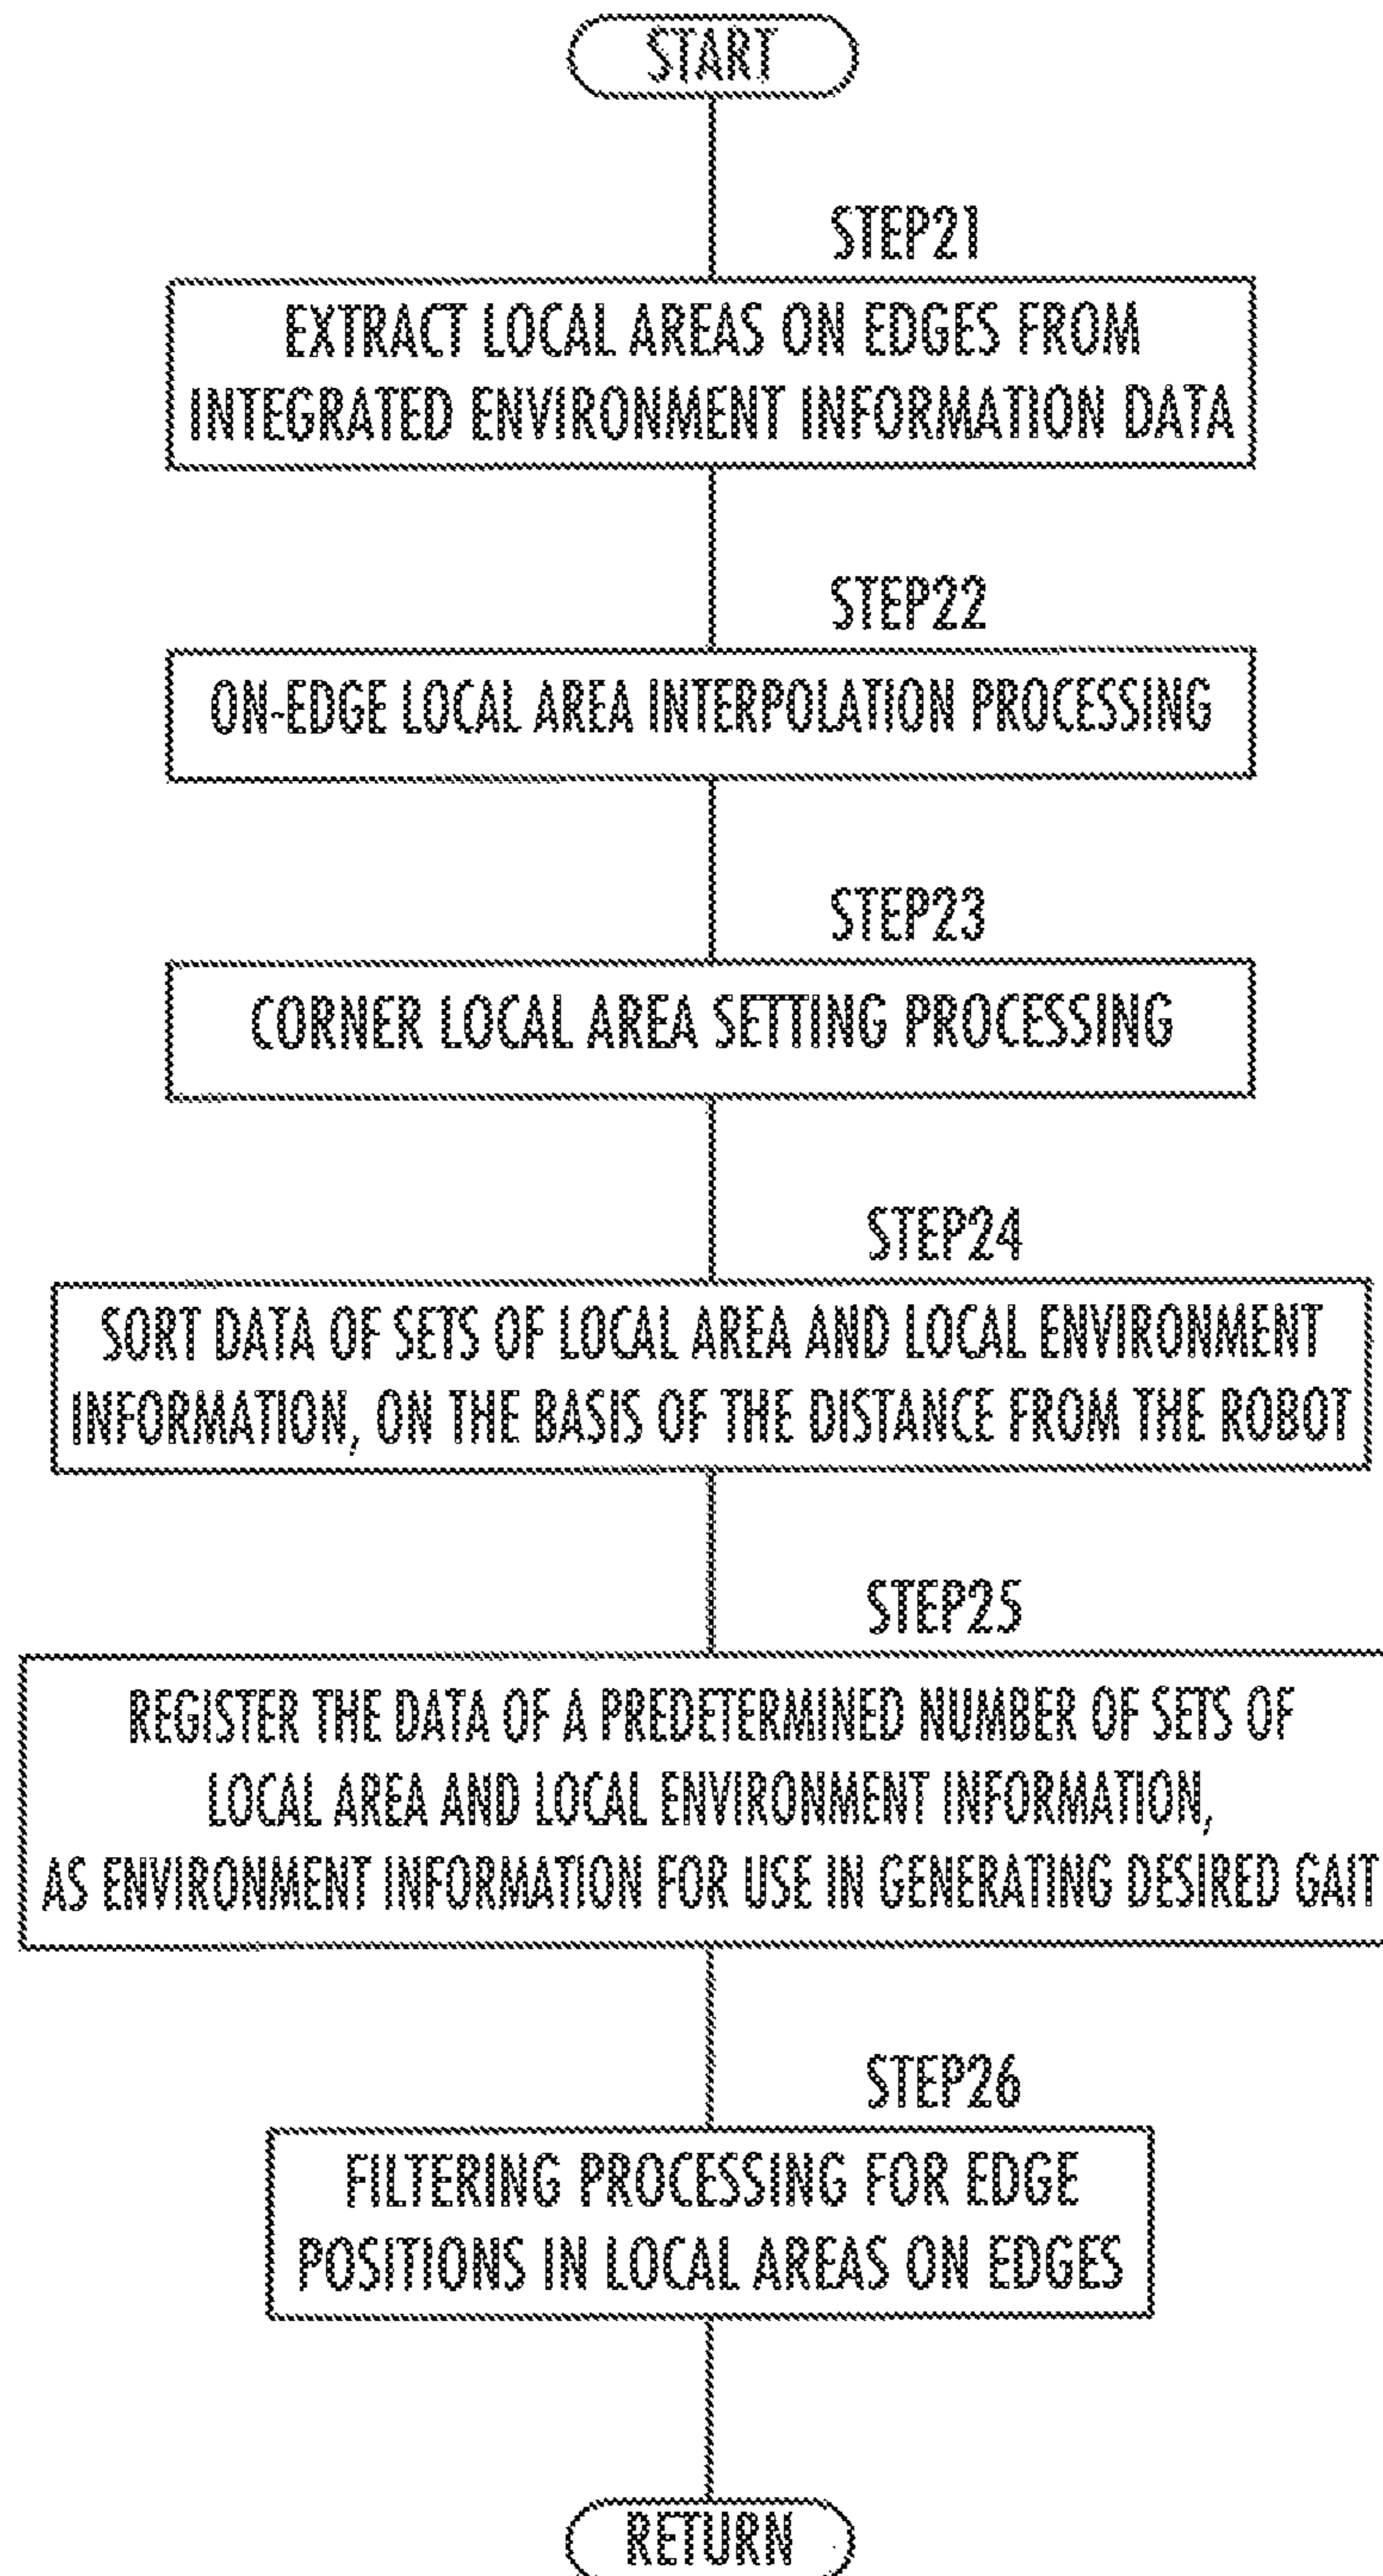 START
STEP21
EXTRACT LOCAL AREAS ON EDGES FROM
INTEGRATED ENVIRONMENT INFORMATION DATA
STEP22
ON-EDGE LOCAL AREA INTERPOLATION PROCESSING
STEP23
CORNER LOCAL AREA SETTING PROCESSING
STEP24
SORT DATA OF SETS OF LOCAL AREA AND LOCAL ENVIRONMENT
INFORMATION, ON THE BASIS OF THE DISTANCE FROM THE ROBOT
STEP25
REGISTER THE DATA OF A PREDETERMINED NUMBER OF SETS OF
LOCAL AREA AND LOCAL ENVIRONMENT INFORMATION,
AS ENVIRONMENT INFORMATION FOR USE IN GENERATING DESIRED GAIT
STEP26
FILTERING PROCESSING FOR EDGE
POSITIONS IN LOCAL AREAS ON EDGES
RETURN